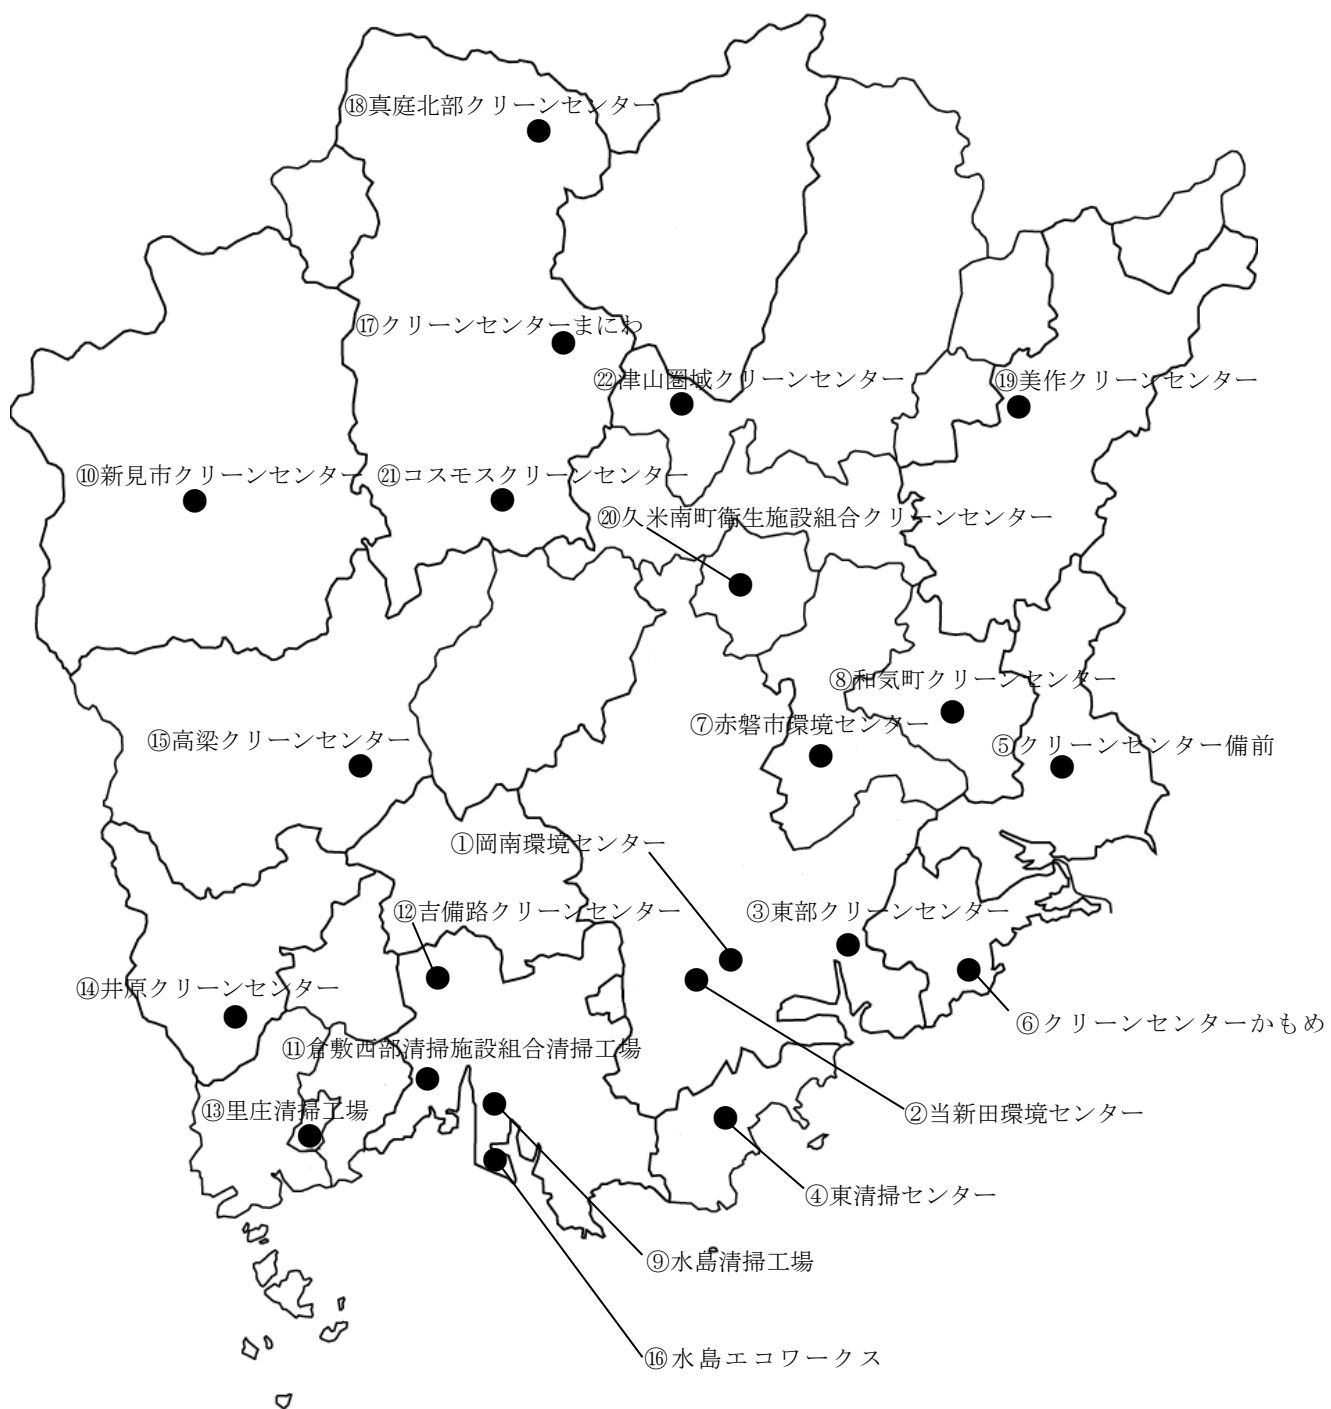 ⑱真庭北部クリーンセンター
⑰クリーンセンターまにわ
㉒津山圏域クリーンセンター
⑲美作クリーンセンター
⑩新見市クリーンセンター
㉑コスモスクリーンセンター
⑳久米南町衛生施設組合クリーンセンター
⑧和気町クリーンセンター
⑦赤磐市環境センター
⑮高梁クリーンセンター
⑤クリーンセンター備前
①岡南環境センター
⑫吉備路クリーンセンター
③東部クリーンセンター
⑭井原クリーンセンター
⑥クリーンセンターかもめ
⑪倉敷西部清掃施設組合清掃工場
⑬里庄清掃工場
②当新田環境センター
④東清掃センター
⑨水島清掃工場
⑯水島エコワークス